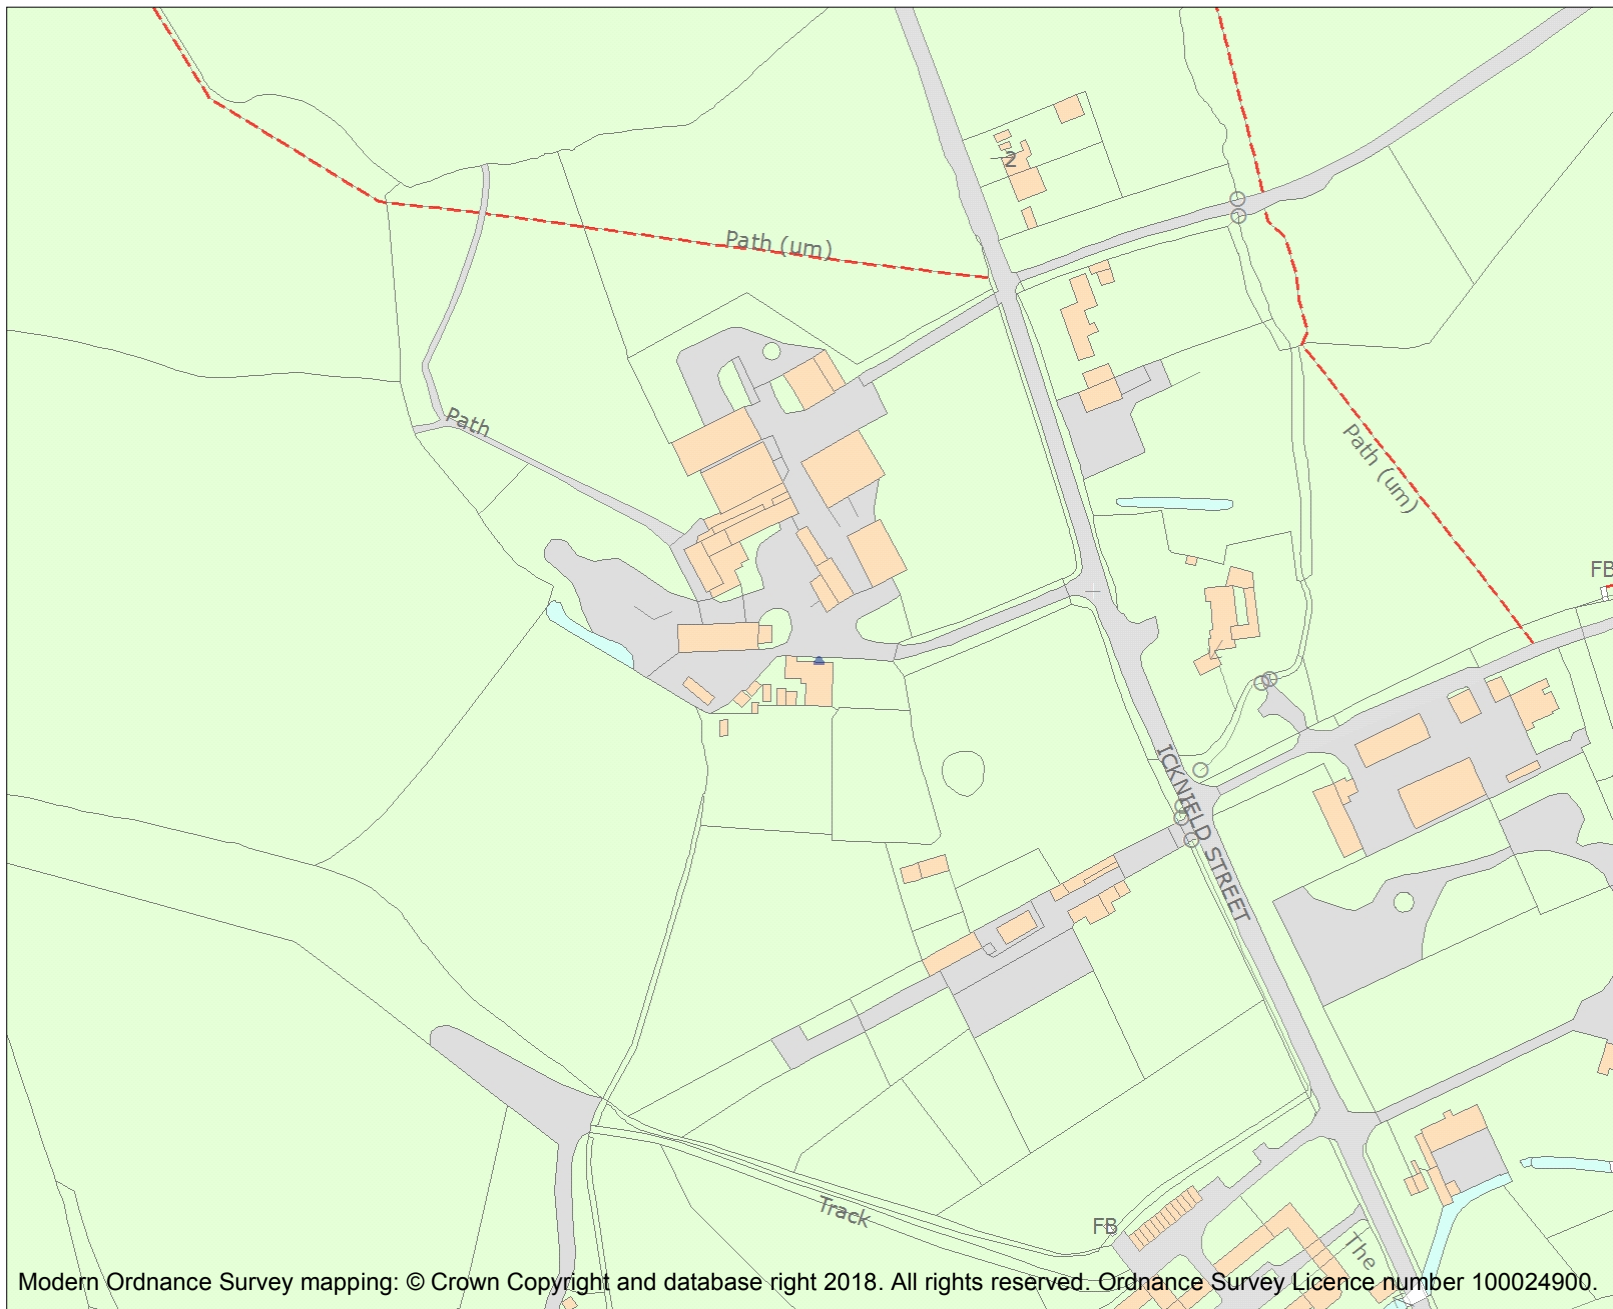 2
Path (um)
Path
Path (um)
FB
ICKNIELD STREET
Track
FB
The
Modern Ordnance Survey mapping: © Crown Copyright and database right 2018. All rights reserved. Ordnance Survey Licence number 100024900.